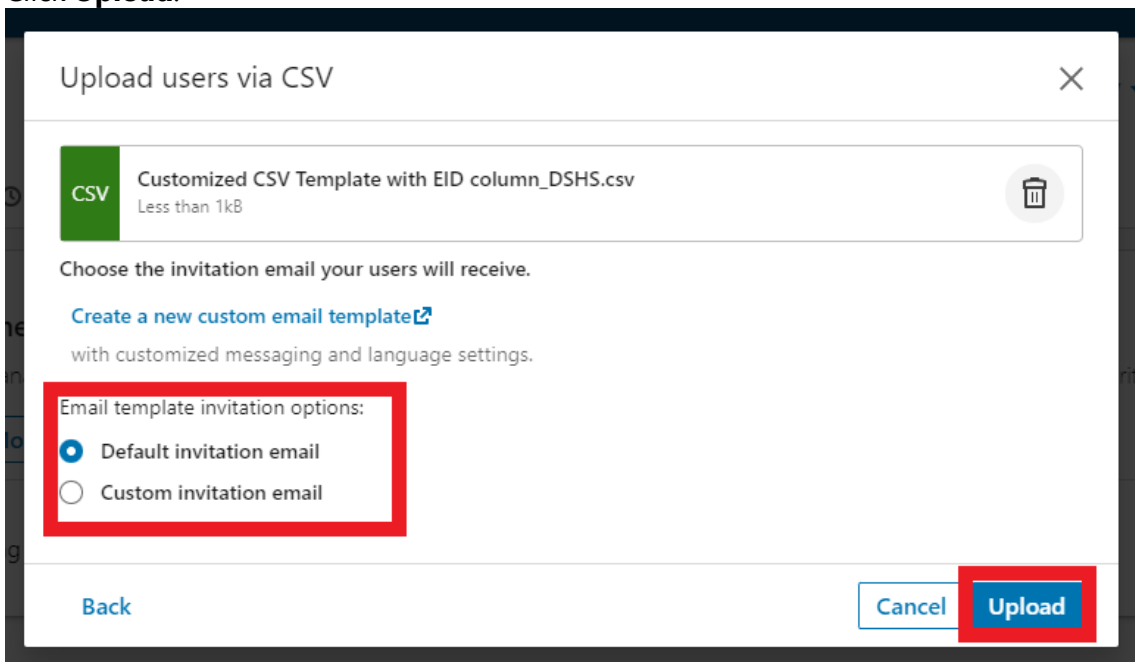 Click Upload.
Upload users via CSV
CSV
Customized CSV Template with EID column_DSHS.csv
Less than 1kB
Choose the invitation email your users will receive.
Create a new custom email template
with customized messaging and language settings.
Email template invitation options:
Default invitation email
Custom invitation email
Back
Cancel
Upload